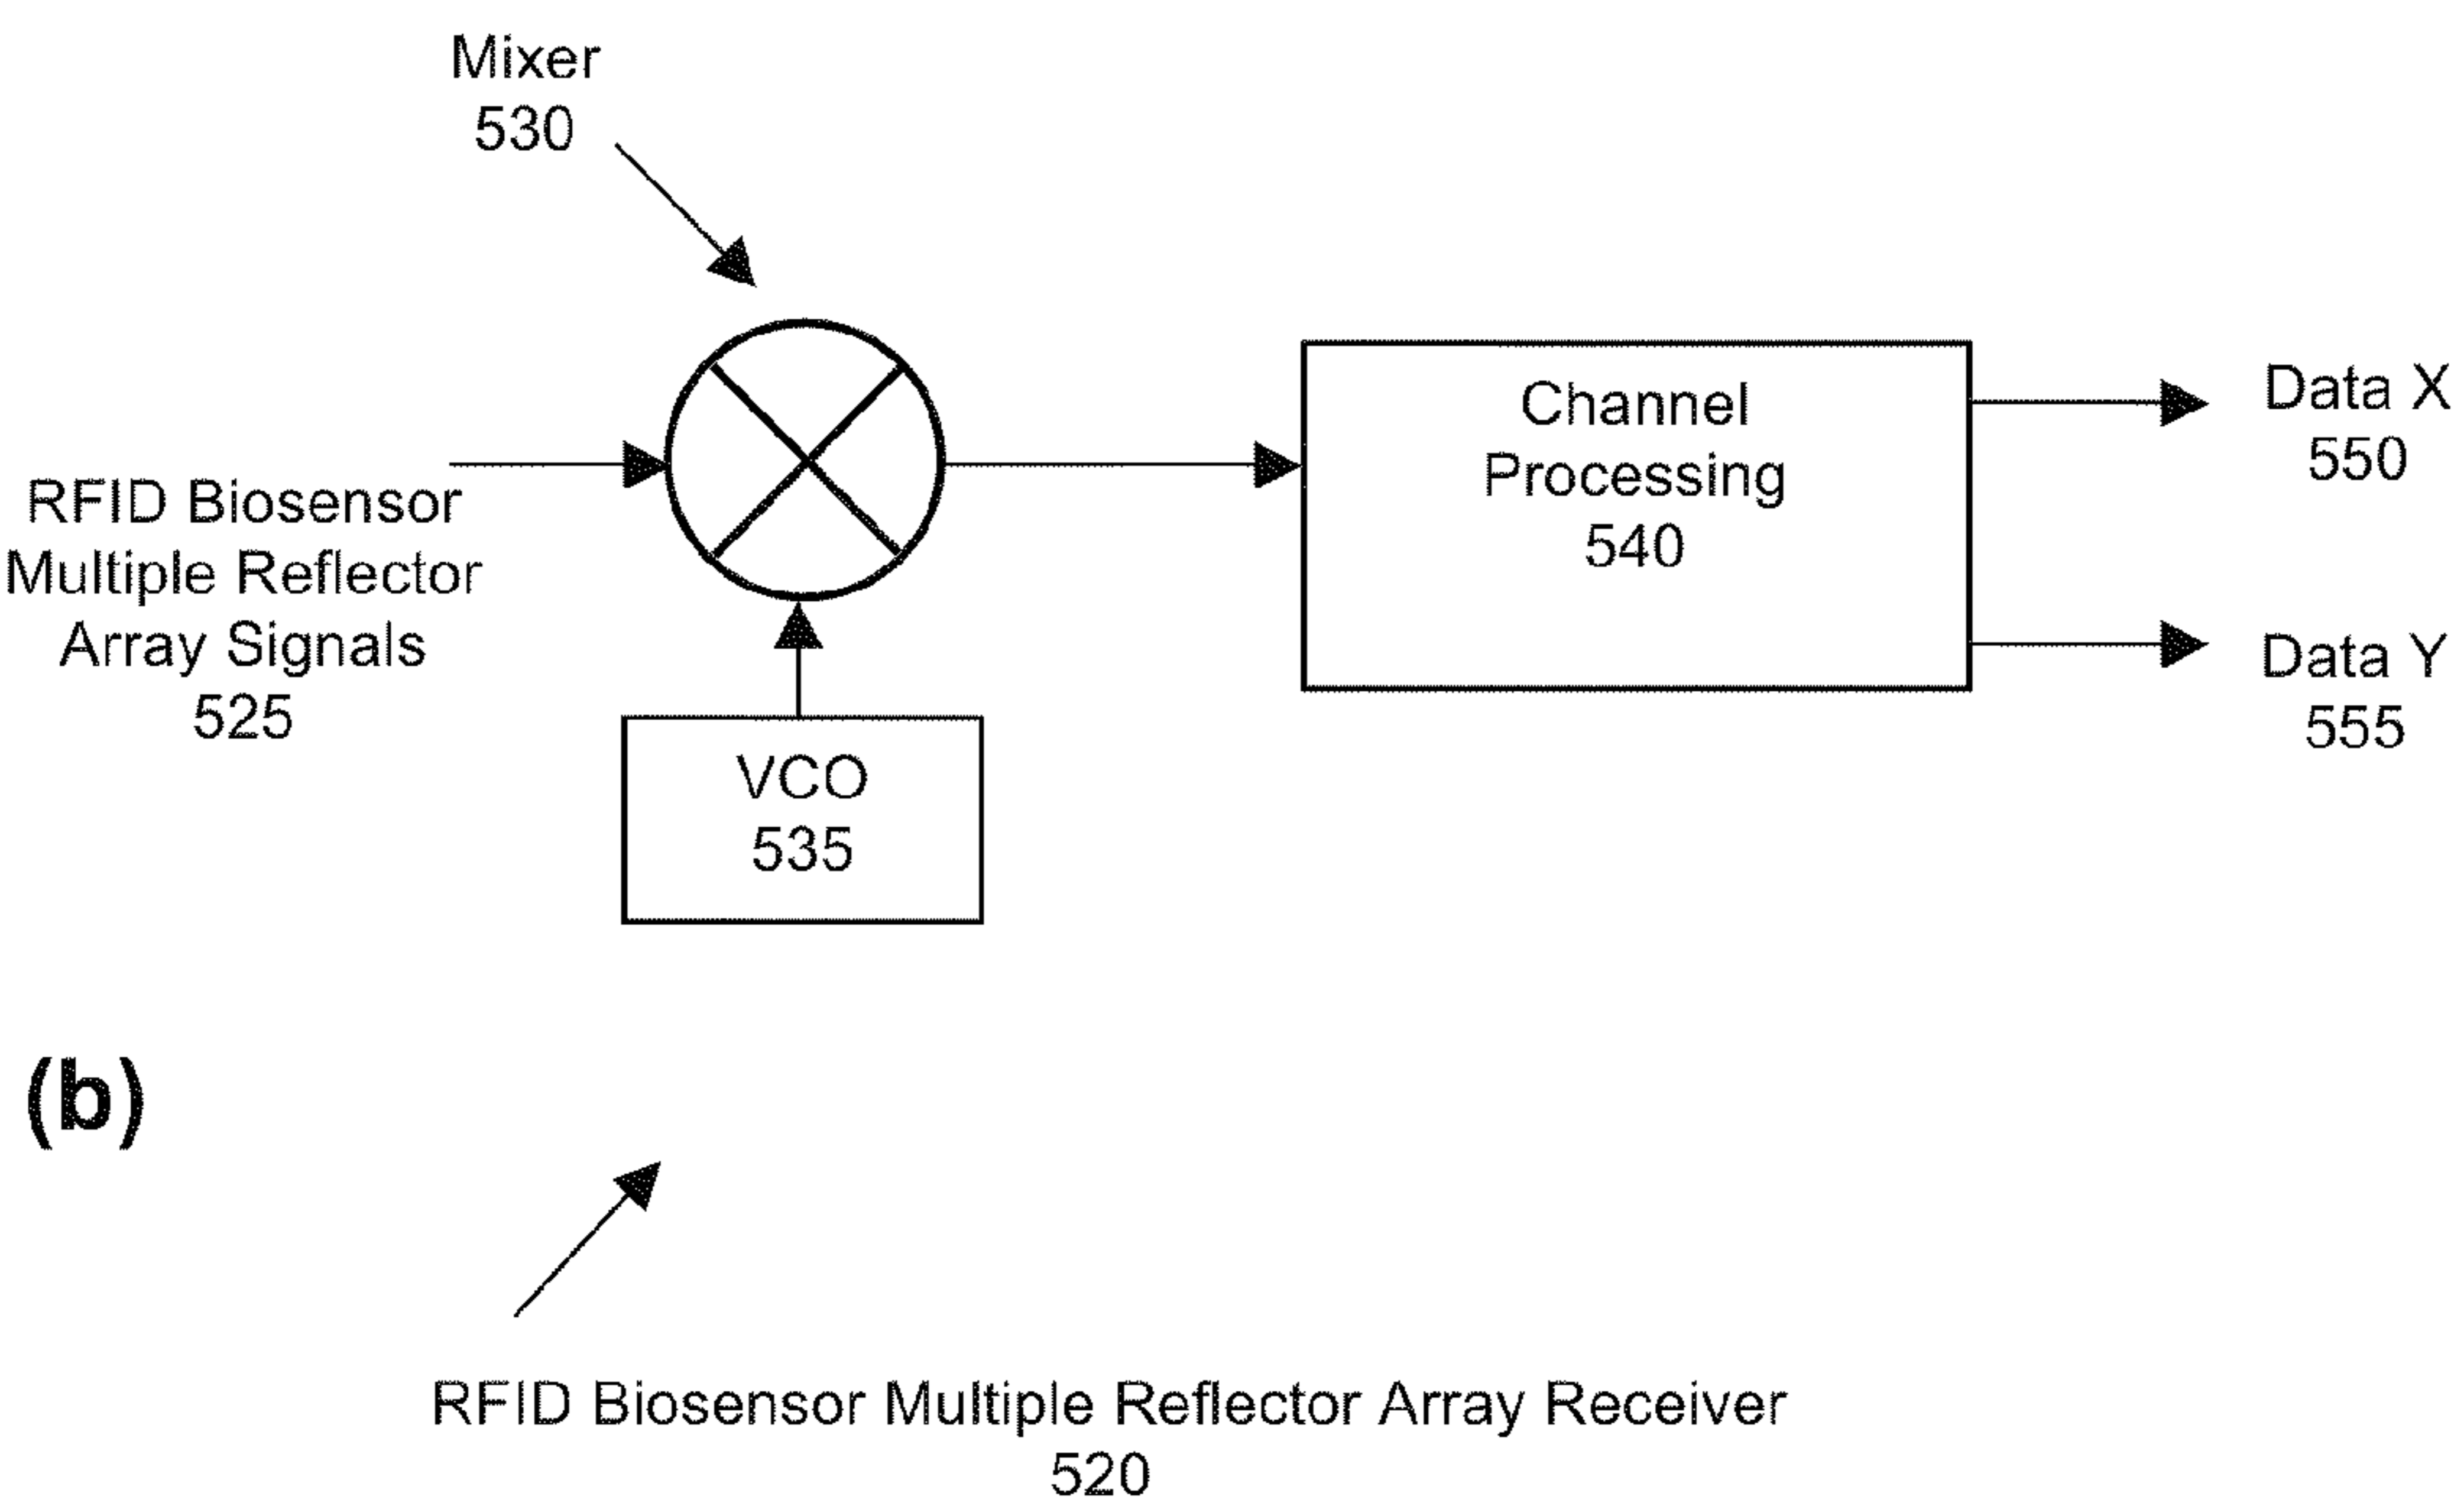 Mixer
530
RFID Biosensor
Multiple Reflector
Array Signals
525
VCO
535
Channel
Processing
540
Data X
550
Data Y
555
(b)
RFID Biosensor Multiple Reflector Array Receiver
520